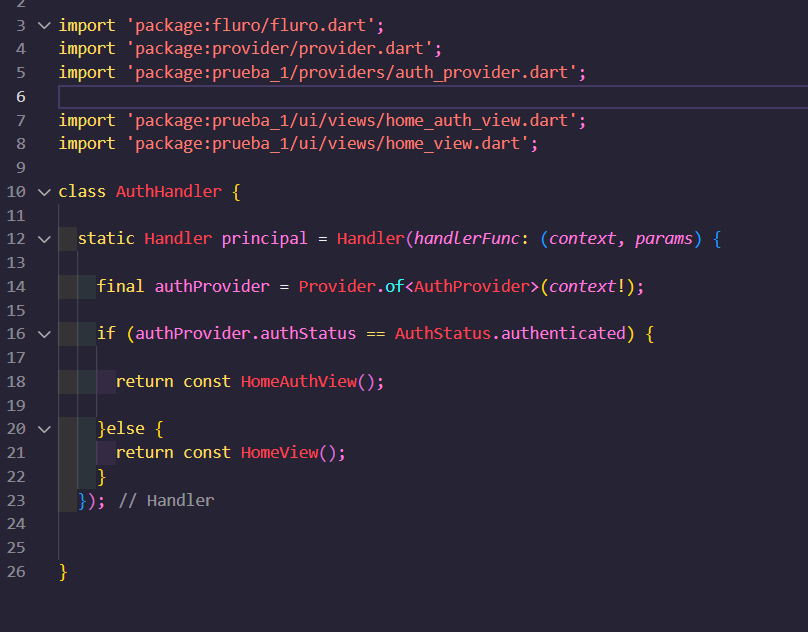 2
3 import 'package:fluro/fluro.dart';
4 import 'package:provider/provider.dart';
5 import 'package:prueba_1/providers/auth_provider.dart';
6
7 import 'package:prueba_1/ui/views/home_auth_view.dart';
8 import 'package:prueba_1/ui/views/home_view.dart';
9
10 class AuthHandler {
11
12 static Handler principal = Handler(handlerFunc: (context, params) {
13
14 final authProvider = Provider.of<AuthProvider>(context!);
15
16 if (authProvider.authStatus == AuthStatus.authenticated) {
17
18 return const HomeAuthView();
19
20 }else {
21 return const HomeView();
22 }
23 }); // Handler
24
25
26 }